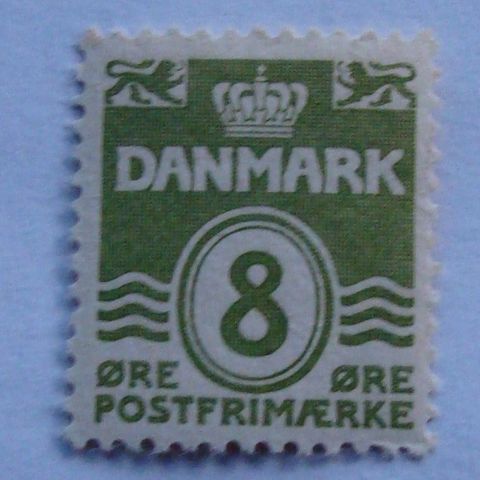 DANMARK
8
ØRE ØRE
POSTFRIMÆRKE